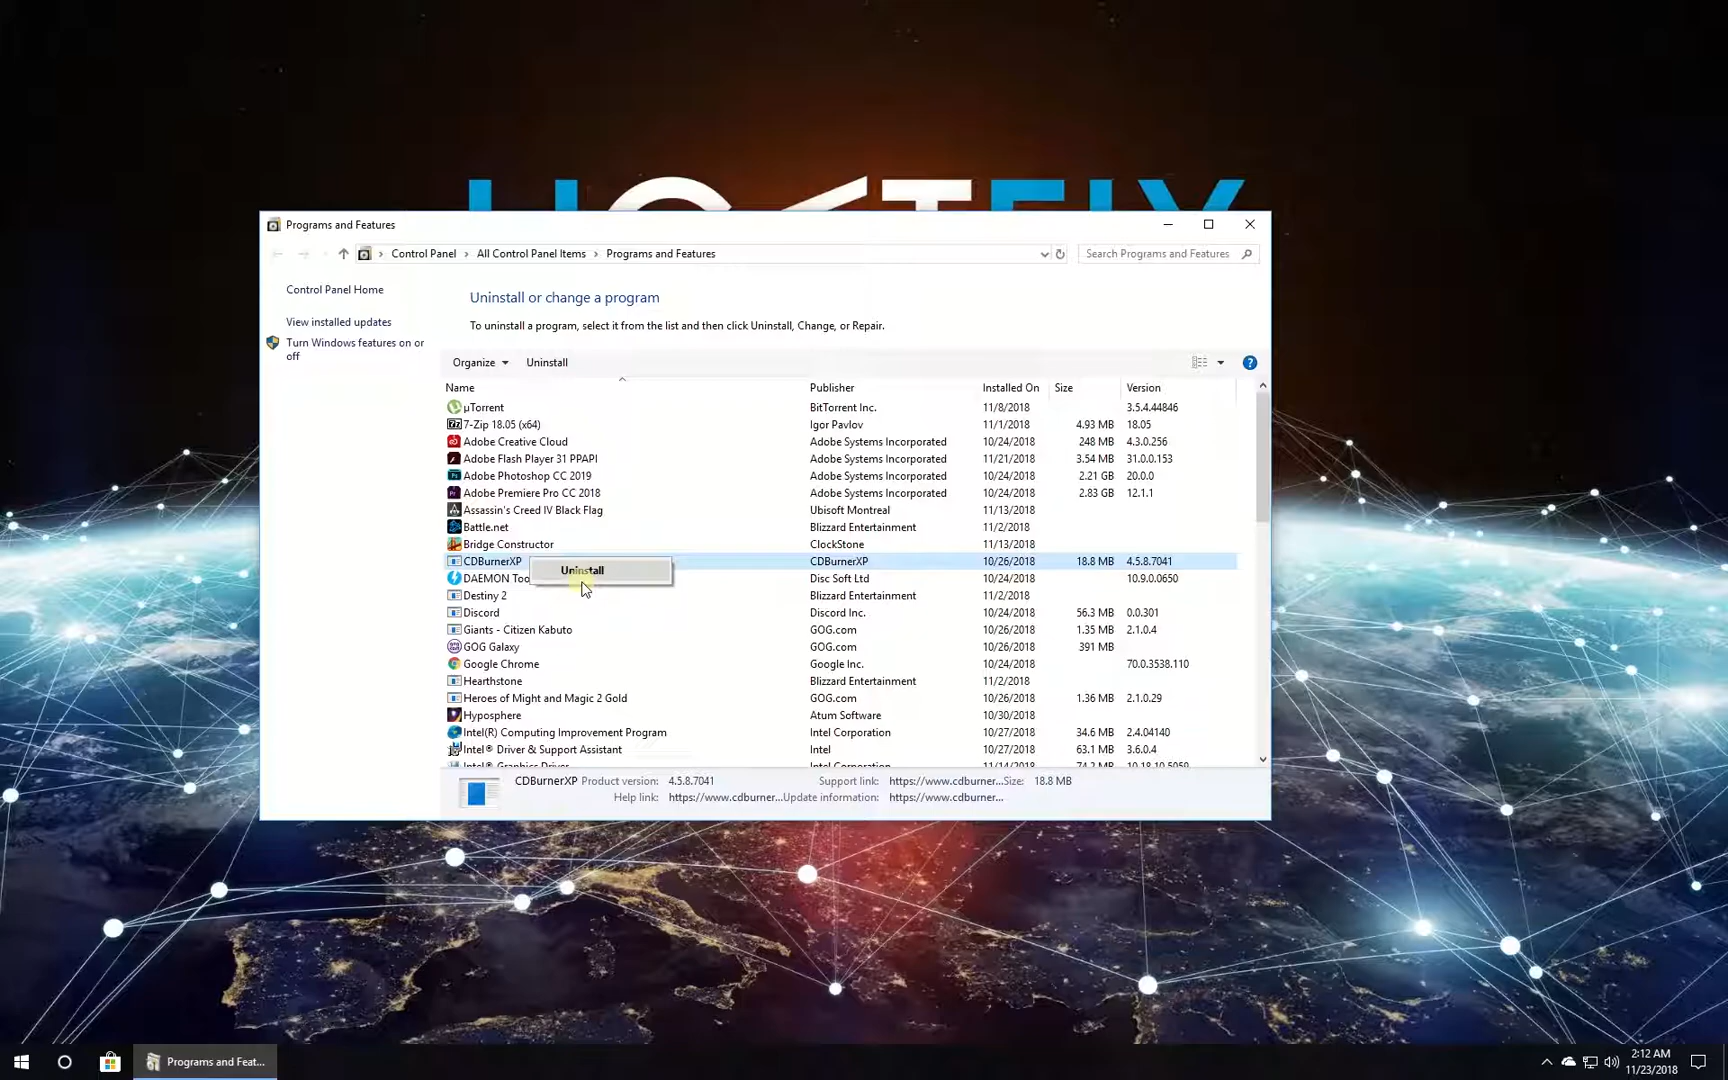 Programs and Features
Control Panel > All Control Panel Items > Programs and Features
Search Programs and Features
Control Panel Home
View installed updates
Turn Windows features on or
off
Uninstall or change a program
To uninstall a program, select it from the list and then click Uninstall, Change, or Repair.
Organize Uninstall
Name Publisher Installed On Size Version
µTorrent BitTorrent Inc. 11/8/2018 3.5.4.44846
7-Zip 18.05 (x64) Igor Pavlov 11/1/2018 4.93 MB 18.05
Adobe Creative Cloud Adobe Systems Incorporated 10/24/2018 248 MB 4.3.0.256
Adobe Flash Player 31 PPAPI Adobe Systems Incorporated 11/21/2018 3.54 MB 31.0.0.153
Adobe Photoshop CC 2019 Adobe Systems Incorporated 10/24/2018 2.21 GB 20.0.0
Adobe Premiere Pro CC 2018 Adobe Systems Incorporated 10/24/2018 2.83 GB 12.1.1
Assassin's Creed IV Black Flag Ubisoft Montreal 11/13/2018
Battle.net Blizzard Entertainment 11/2/2018
Bridge Constructor ClockStone 11/13/2018
CDBurnerXP CDBurnerXP 10/26/2018 18.8 MB 4.5.8.7041
Uninstall
DAEMON Too Disc Soft Ltd 10/24/2018 10.9.0.0650
Destiny 2 Blizzard Entertainment 11/2/2018
Discord Discord Inc. 10/24/2018 56.3 MB 0.0.301
Giants - Citizen Kabuto GOG.com 10/26/2018 1.35 MB 2.1.0.4
GOG Galaxy GOG.com 10/26/2018 391 MB
Google Chrome Google Inc. 10/24/2018 70.0.3538.110
Hearthstone Blizzard Entertainment 11/2/2018
Heroes of Might and Magic 2 Gold GOG.com 10/26/2018 1.36 MB 2.1.0.29
Hyposphere Atum Software 10/30/2018
Intel(R) Computing Improvement Program Intel Corporation 10/27/2018 34.6 MB 2.4.04140
Intel® Driver & Support Assistant Intel 10/27/2018 63.1 MB 3.6.0.4
Intel® Graphics Driver Intel Corporation 11/14/2018 74.2 MB 10.18.10.5059
CDBurnerXP Product version: 4.5.8.7041 Support link: https://www.cdburner... Size: 18.8 MB
Help link: https://www.cdburner... Update information: https://www.cdburner...
Programs and Feat...
2:12 AM
11/23/2018